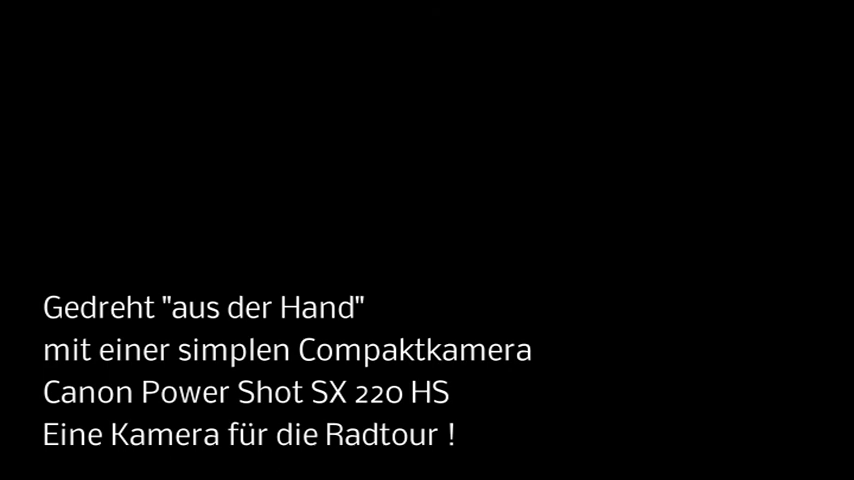 Gedreht "aus der Hand"
mit einer simplen Compaktkamera
Canon Power Shot SX 220 HS
Eine Kamera für die Radtour !